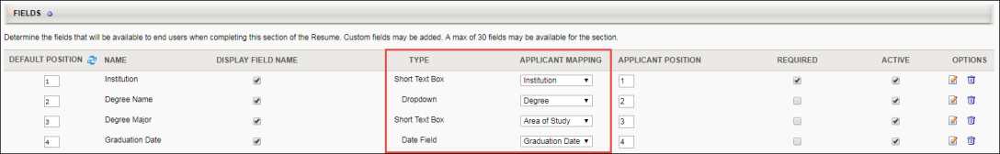 FIELDS
Determine the fields that will be available to end users when completing this section of the Resume. Custom fields may be added. A max of 30 fields may be available for the section.
DEFAULT POSITION NAME DISPLAY FIELD NAME TYPE APPLICANT MAPPING APPLICANT POSITION REQUIRED ACTIVE OPTIONS
1 Institution Short Text Box Institution 1
2 Degree Name Dropdown Degree 2
3 Degree Major Short Text Box Area of Study 3
4 Graduation Date Date Field Graduation Date 4